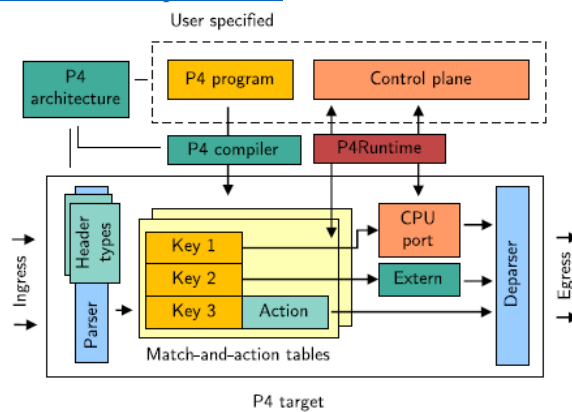 User specified
P4
architecture
P4 program
Control plane
P4 compiler
P4Runtime
Ingress
Header
types
Parser
Key 1
Key 2
Key 3
Action
Match-and-action tables
CPU
port
Extern
Deparser
Egress
P4 target